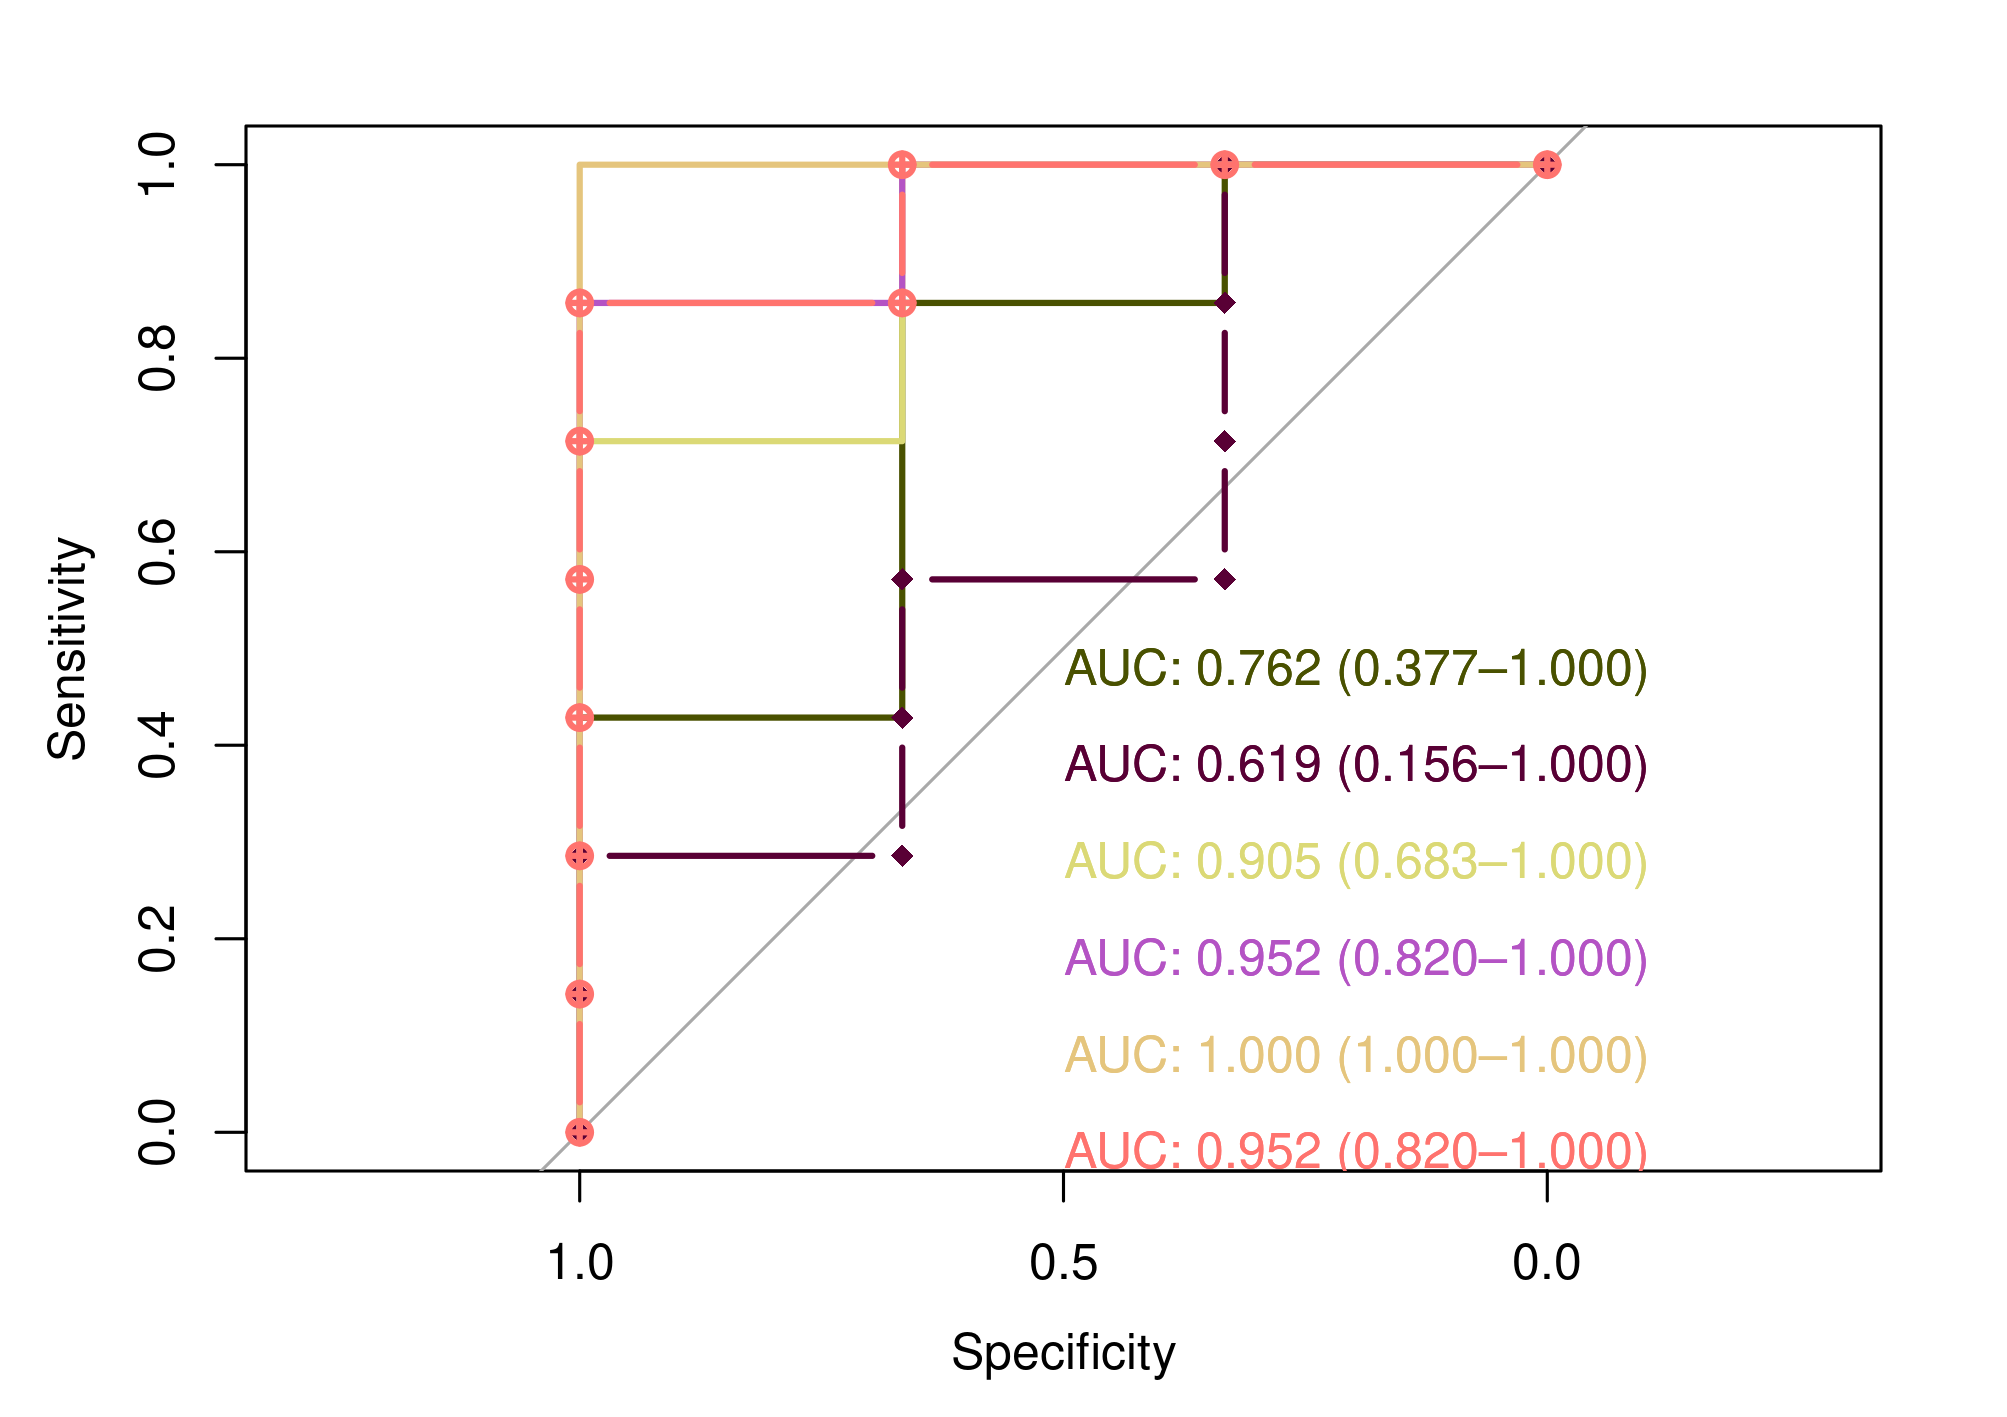 1.0
0.8
0.6
0.4
0.2
0.0
Sensitivity
AUC: 0.762 (0.377–1.000)
AUC: 0.619 (0.156–1.000)
AUC: 0.905 (0.683–1.000)
AUC: 0.952 (0.820–1.000)
AUC: 1.000 (1.000–1.000)
AUC: 0.952 (0.820–1.000)
1.0 0.5 0.0
Specificity